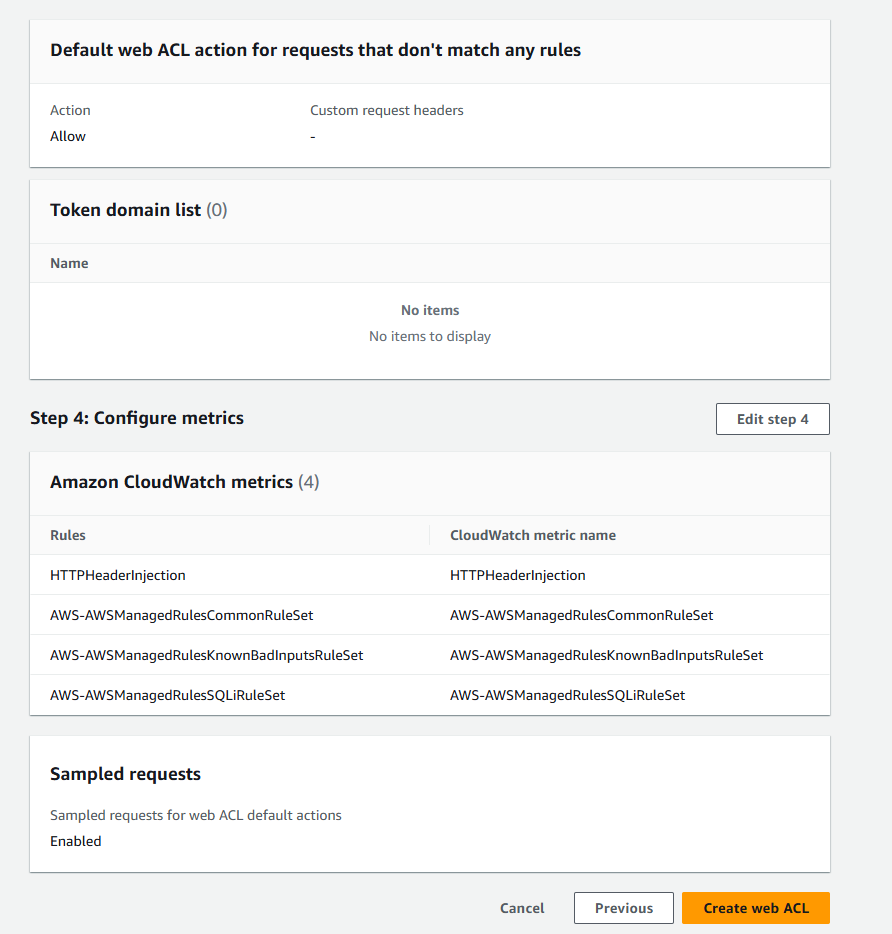 Default web ACL action for requests that don't match any rules
Action Custom request headers
Allow -
Token domain list (0)
Name
No items
No items to display
Step 4: Configure metrics Edit step 4
Amazon CloudWatch metrics (4)
Rules CloudWatch metric name
HTTPHeaderInjection HTTPHeaderInjection
AWS-AWSManagedRulesCommonRuleSet AWS-AWSManagedRulesCommonRuleSet
AWS-AWSManagedRulesKnownBadInputsRuleSet AWS-AWSManagedRulesKnownBadInputsRuleSet
AWS-AWSManagedRulesSQLiRuleSet AWS-AWSManagedRulesSQLiRuleSet
Sampled requests
Sampled requests for web ACL default actions
Enabled
Cancel Previous Create web ACL